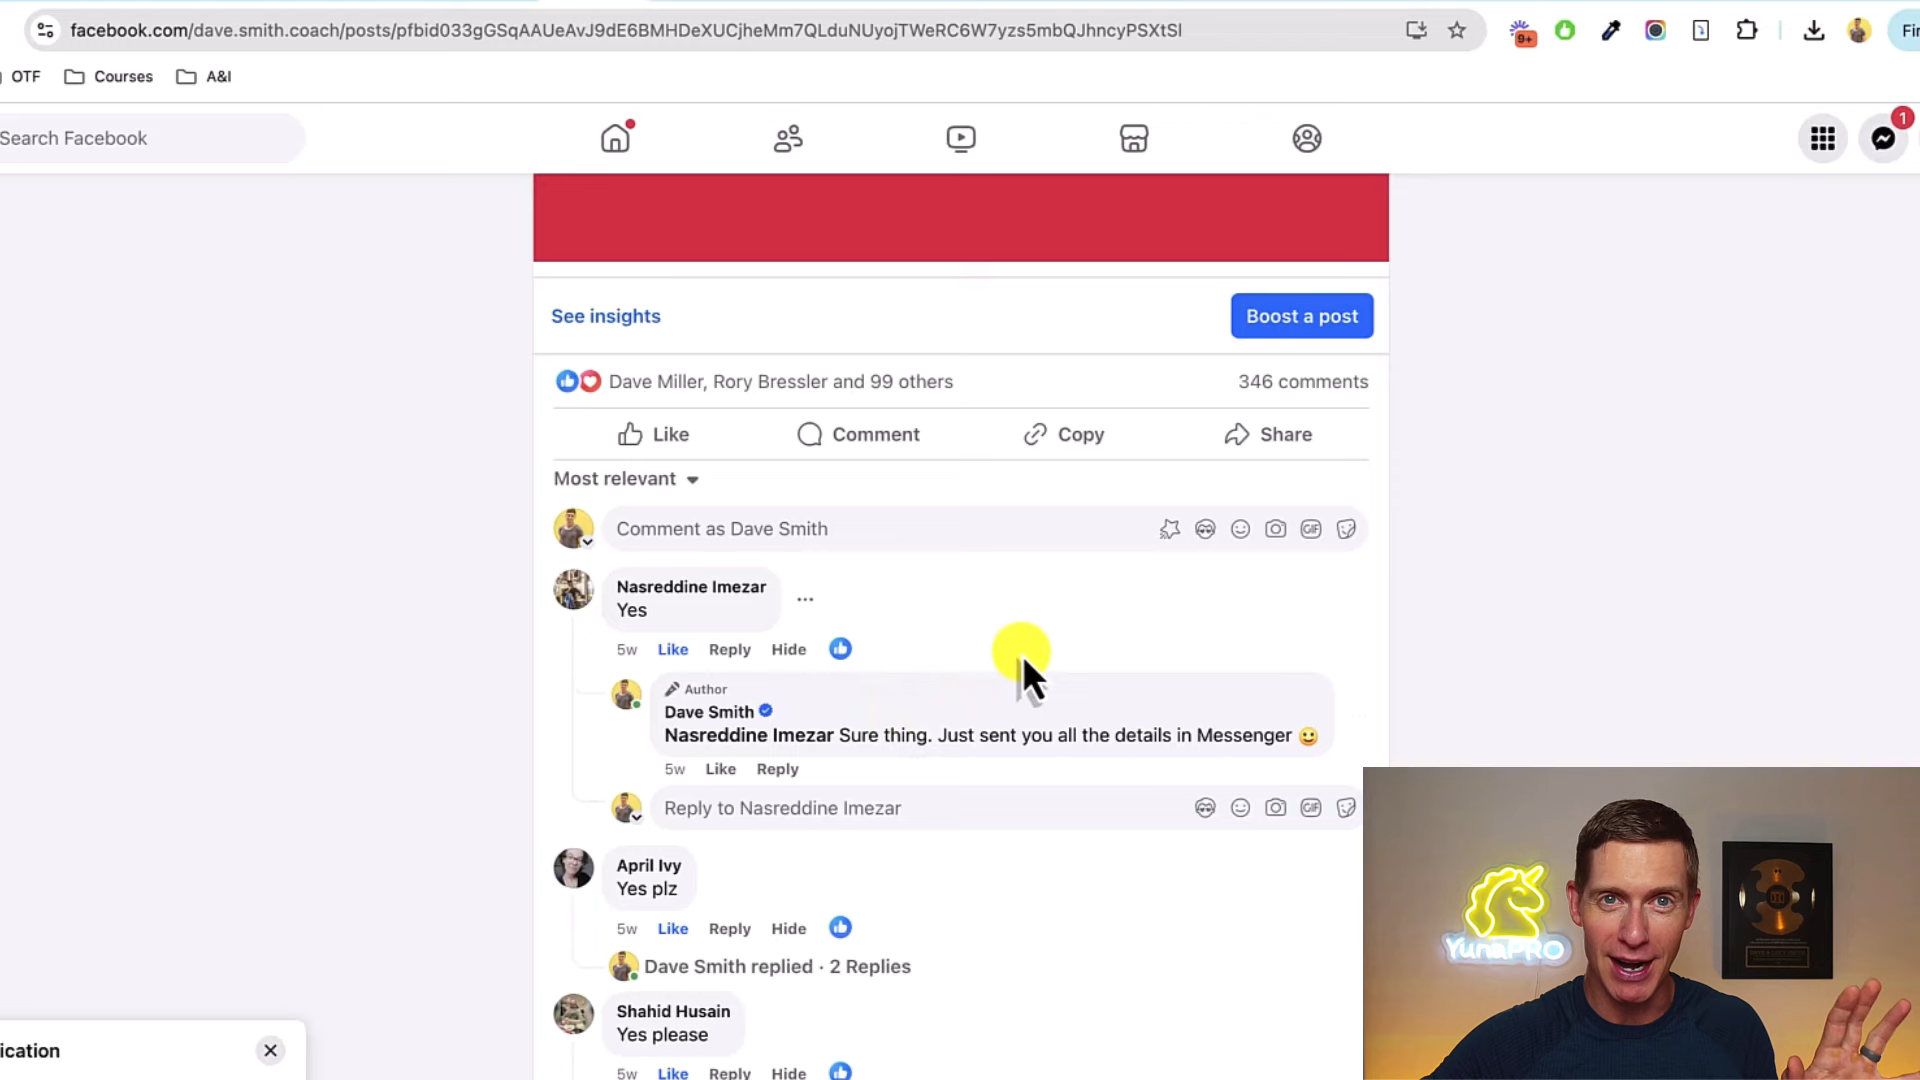 facebook.com/dave.smith.coach/posts/pfbid033gGSqAAUeAvJ9dE6BMHDeXUCjheMm7QLduNUyojTWeRC6W7yzs5mbQJhncyPSXtSl
9+
Fir
OTF
Courses
A&I
Search Facebook
1
See insights
Boost a post
Dave Miller, Rory Bressler and 99 others
346 comments
Like
Comment
Copy
Share
Most relevant
Comment as Dave Smith
GIF
Nasreddine Imezar
Yes
5w Like Reply Hide
Author
Dave Smith
Nasreddine Imezar Sure thing. Just sent you all the details in Messenger
5w Like Reply
Reply to Nasreddine Imezar
GIF
April Ivy
Yes plz
5w Like Reply Hide
Dave Smith replied · 2 Replies
Shahid Husain
Yes please
5w Like Reply Hide
ication
YunaPRO